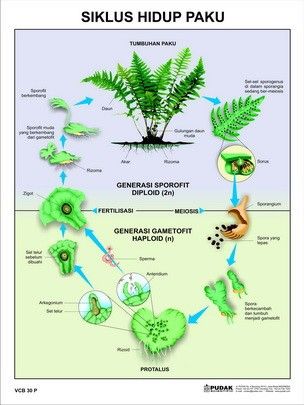 SIKLUS HIDUP PAKU
TUMBUHAN PAKU
Sel-sel sporogenus
di dalam sporangia
sedang ber-meiosis
Sporofit
berkembang
Daun
Gulungan daun
muda
Sporofit muda
yang berkembang
dari gametofit
Rizoma
Akar
Rizoma
Sorus
Zigot
GENERASI SPOROFIT
DIPLOID (2n)
Sporangium
FERTILISASI
MEIOSIS
GENERASI GAMETOFIT
HAPLOID (n)
Spora yang
lepas
Sel telur
sebelum
dibuahi
Sperma
Anteridium
Arkegonium
Sel telur
Spora
berkecambah
dan tumbuh
menjadi gametofit
Rizoid
PROTALUS
VCB 30 P
PUDAK